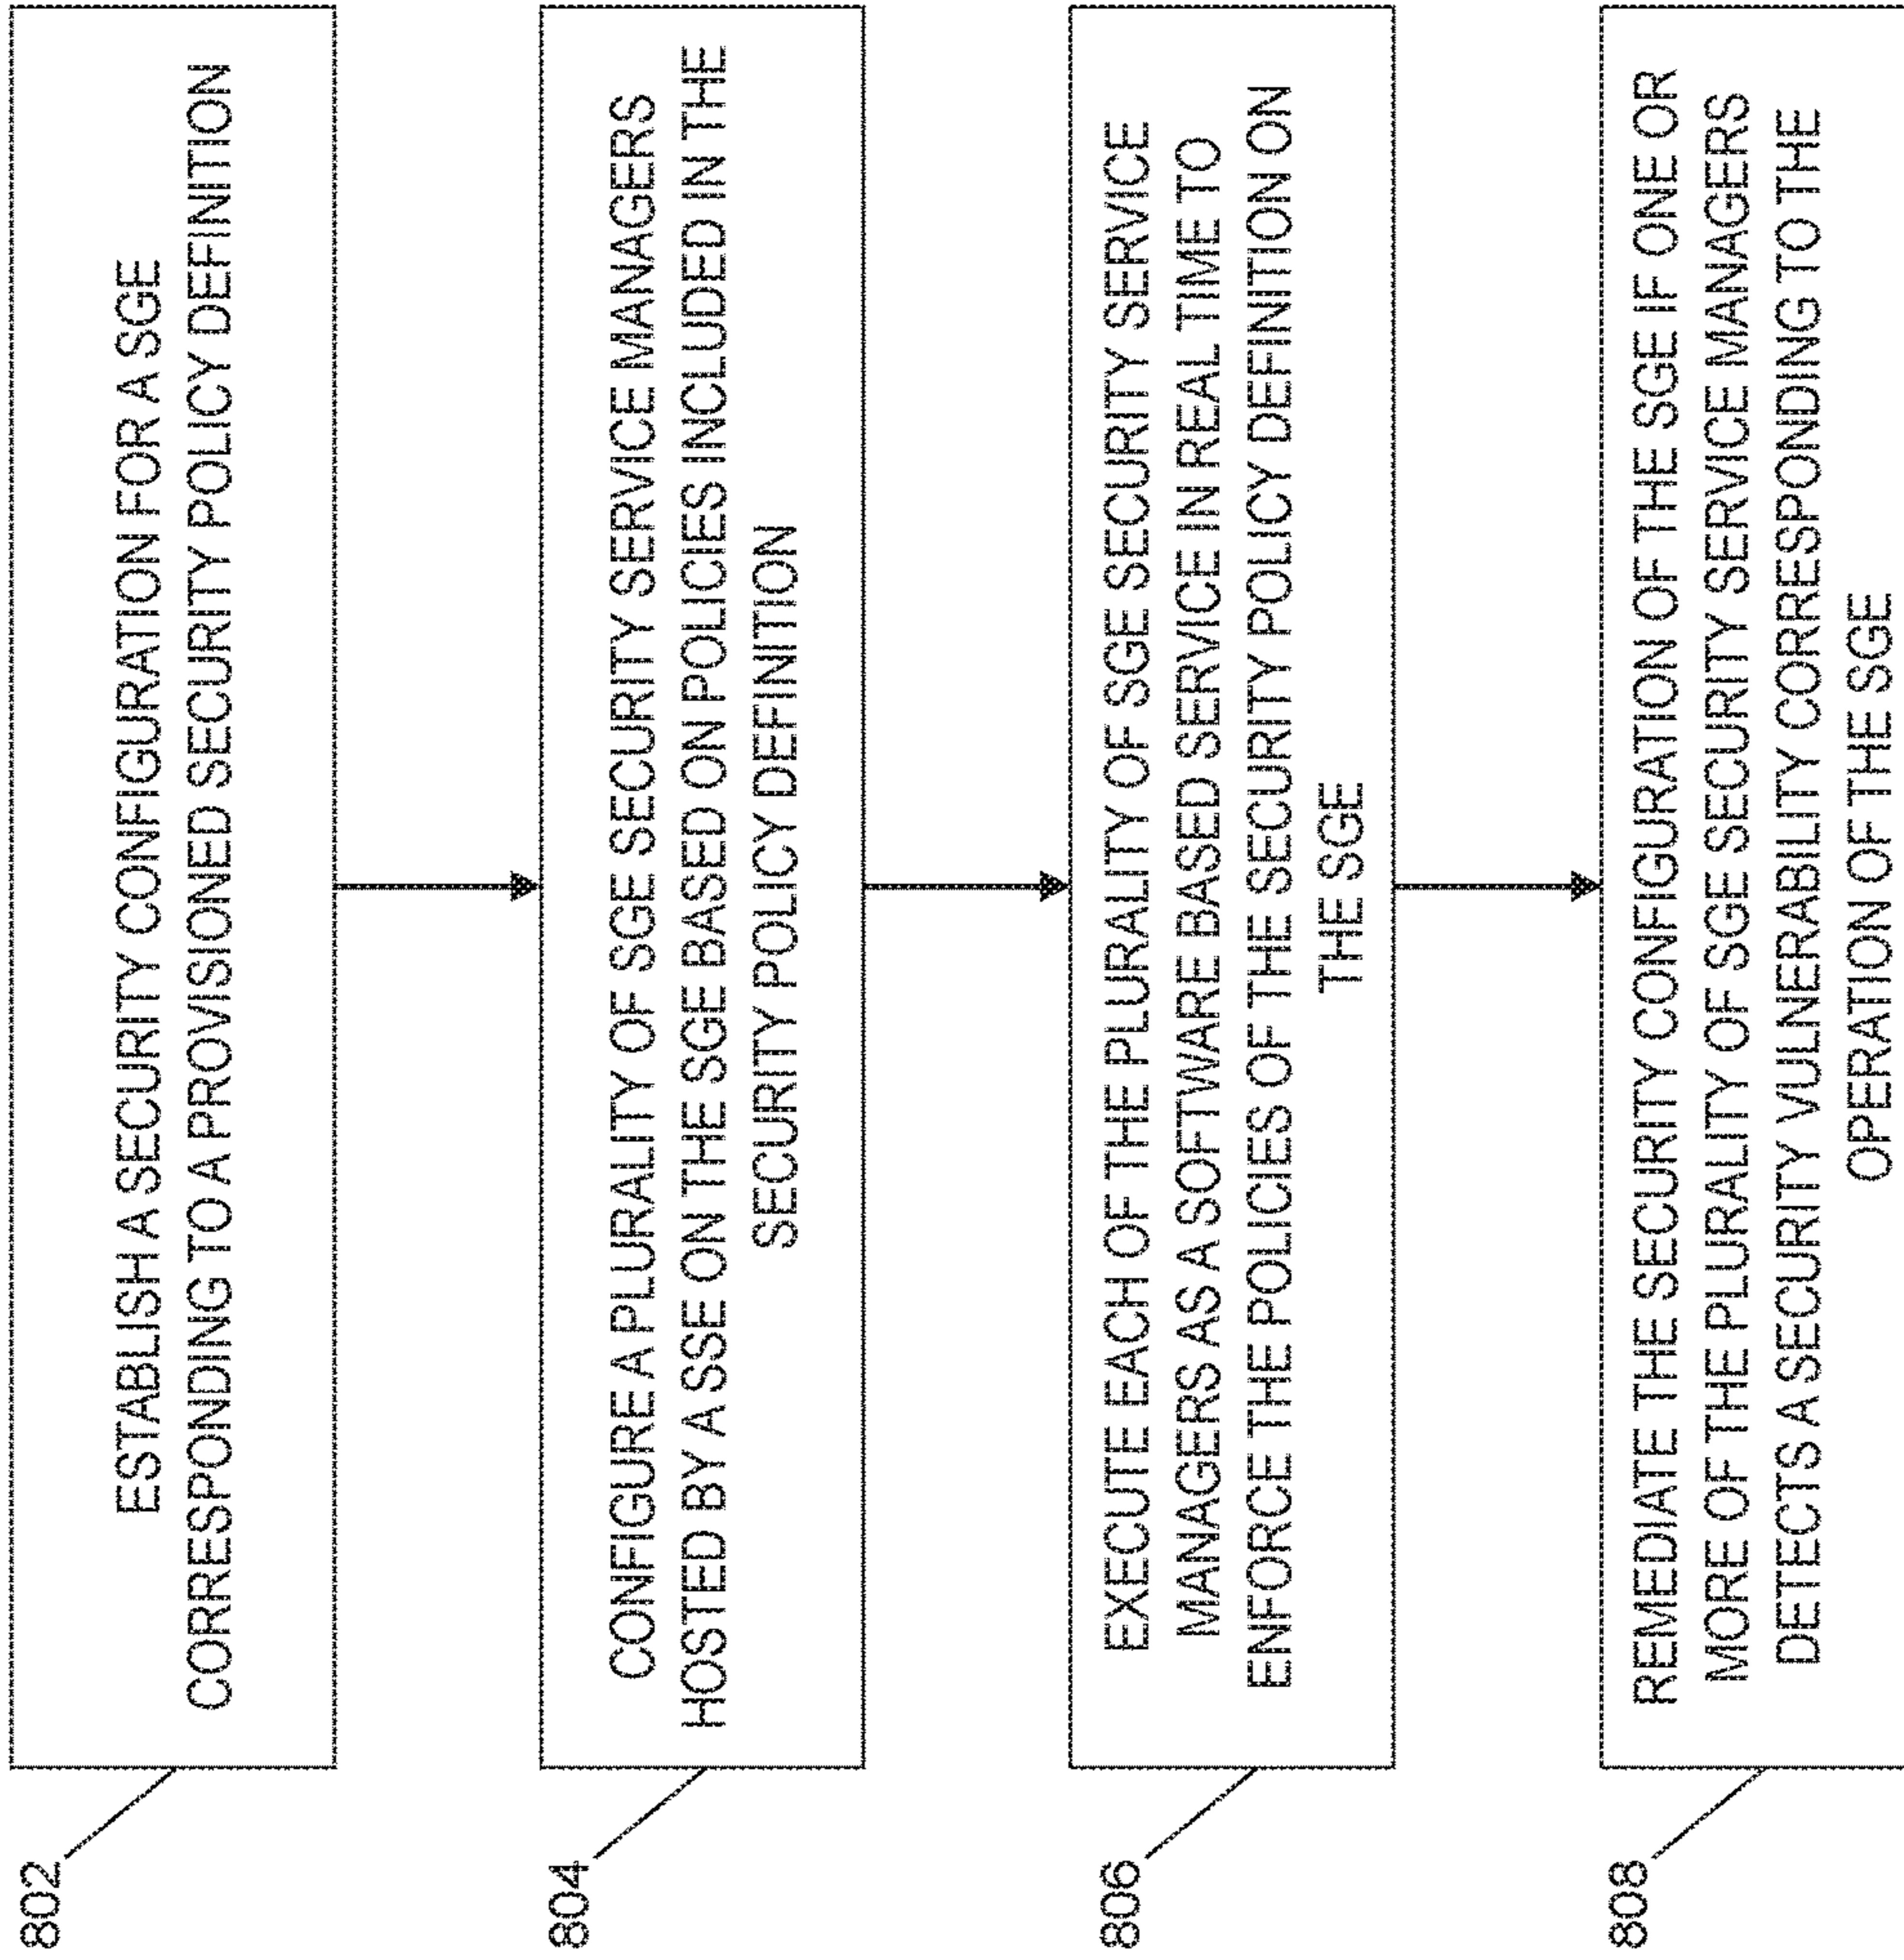 802
ESTABLISH A SECURITY CONFIGURATION FOR A SGE
CORRESPONDING TO A PROVISIONED SECURITY POLICY DEFINITION
804
CONFIGURE A PLURALITY OF SGE SECURITY SERVICE MANAGERS
HOSTED BY A SSE ON THE SGE BASED ON POLICIES INCLUDED IN THE
SECURITY POLICY DEFINITION
806
EXECUTE EACH OF THE PLURALITY OF SGE SECURITY SERVICE
MANAGERS AS A SOFTWARE BASED SERVICE IN REAL TIME TO
ENFORCE THE POLICIES OF THE SECURITY POLICY DEFINITION ON
THE SGE
808
REMEDIATE THE SECURITY CONFIGURATION OF THE SGE IF ONE OR
MORE OF THE PLURALITY OF SGE SECURITY SERVICE MANAGERS
DETECTS A SECURITY VULNERABILITY CORRESPONDING TO THE
OPERATION OF THE SGE